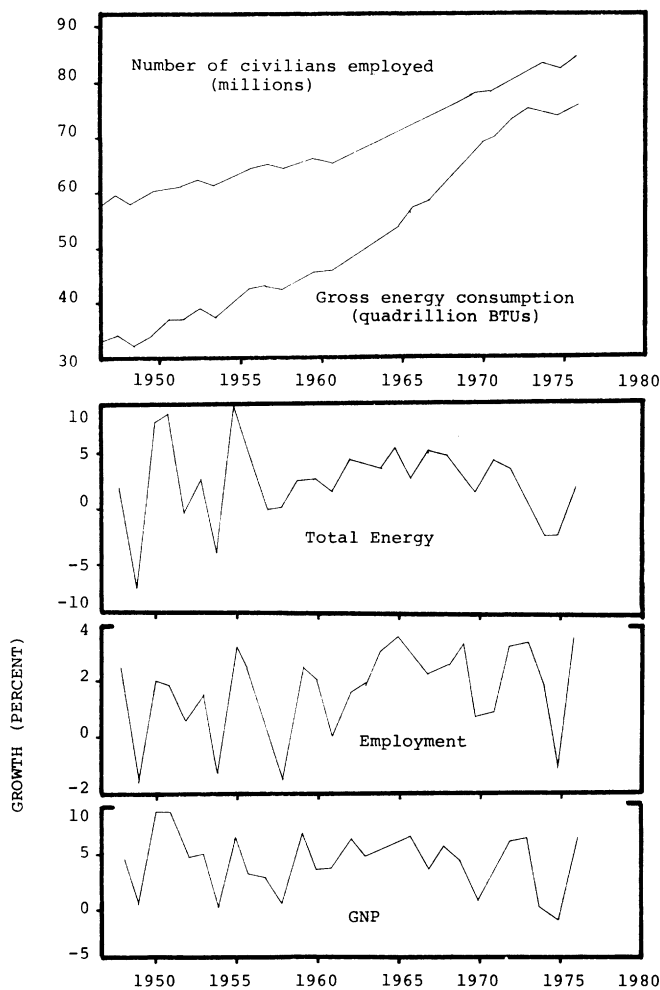 90
80
70
60
50
40
30
Number of civilians employed
(millions)
Gross energy consumption
(quadrillion BTUs)
1950 1955 1960 1965 1970 1975 1980
10
5
0
-5
-10
Total Energy
GROWTH (PERCENT)
4
2
0
-2
Employment
10
5
0
-5
GNP
1950 1955 1960 1965 1970 1975 1980